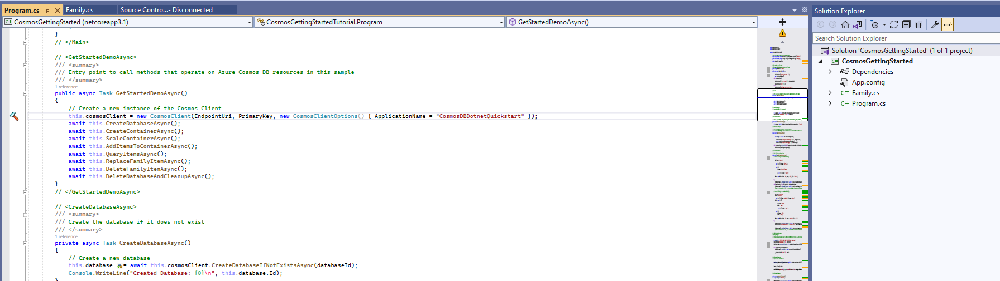 Program.cs
Family.cs
Source Contro...- Disconnected
CosmosGettingStarted (netcoreapp3.1)
CosmosGettingStartedTutorial.Program
GetStartedDemoAsync()
}
// </Main>
// <GetStartedDemoAsync>
/// <summary>
/// Entry point to call methods that operate on Azure Cosmos DB resources in this sample
/// </summary>
1 reference
public async Task GetStartedDemoAsync()
{
// Create a new instance of the Cosmos Client
this.cosmosClient = new CosmosClient(EndpointUri, PrimaryKey, new CosmosClientOptions() { ApplicationName = "CosmosDBDotnetQuickstart" });
await this.CreateDatabaseAsync();
await this.CreateContainerAsync();
await this.ScaleContainerAsync();
await this.AddItemsToContainerAsync();
await this.QueryItemsAsync();
await this.ReplaceFamilyItemAsync();
await this.DeleteFamilyItemAsync();
await this.DeleteDatabaseAndCleanupAsync();
}
// </GetStartedDemoAsync>
// <CreateDatabaseAsync>
/// <summary>
/// Create the database if it does not exist
/// </summary>
1 reference
private async Task CreateDatabaseAsync()
{
// Create a new database
this.database = await this.cosmosClient.CreateDatabaseIfNotExistsAsync(databaseId);
Console.WriteLine("Created Database: {0}\n", this.database.Id);
}
Solution Explorer
Search Solution Explorer
Solution 'CosmosGettingStarted' (1 of 1 project)
C# CosmosGettingStarted
Dependencies
App.config
C# Family.cs
C# Program.cs